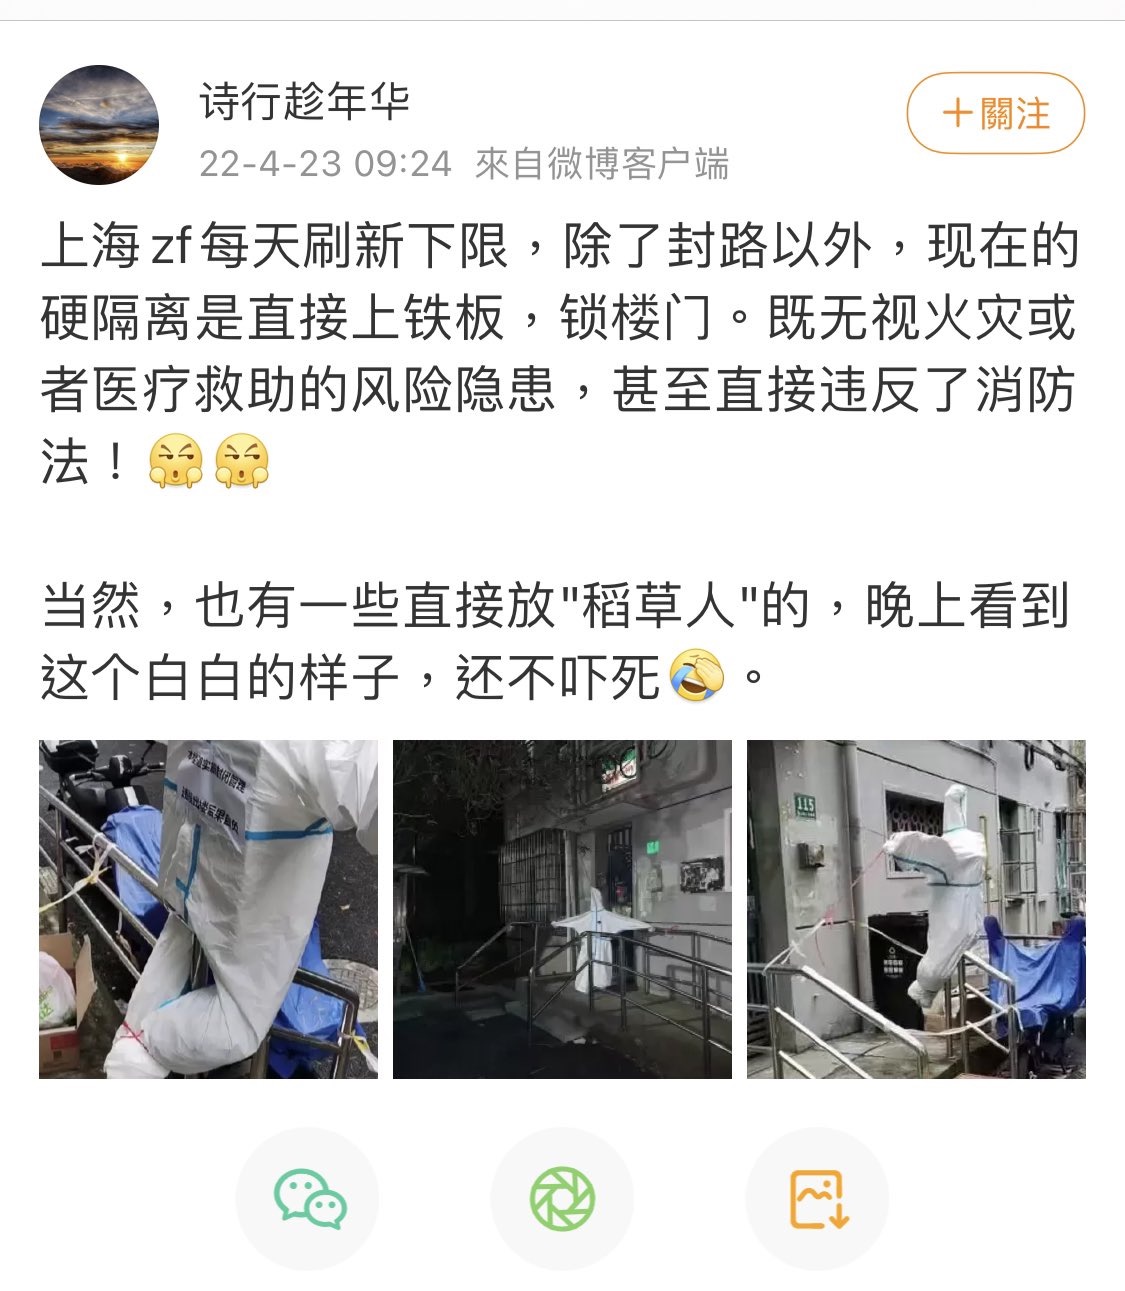 诗行趁年华
＋關注
22-4-23 09:24 來自微博客户端
上海zf每天刷新下限，除了封路以外，现在的
硬隔离是直接上铁板，锁楼门。既无视火灾或
者医疗救助的风险隐患，甚至直接违反了消防
法！
当然，也有一些直接放"稻草人"的，晚上看到
这个白白的样子，还不吓死。
115